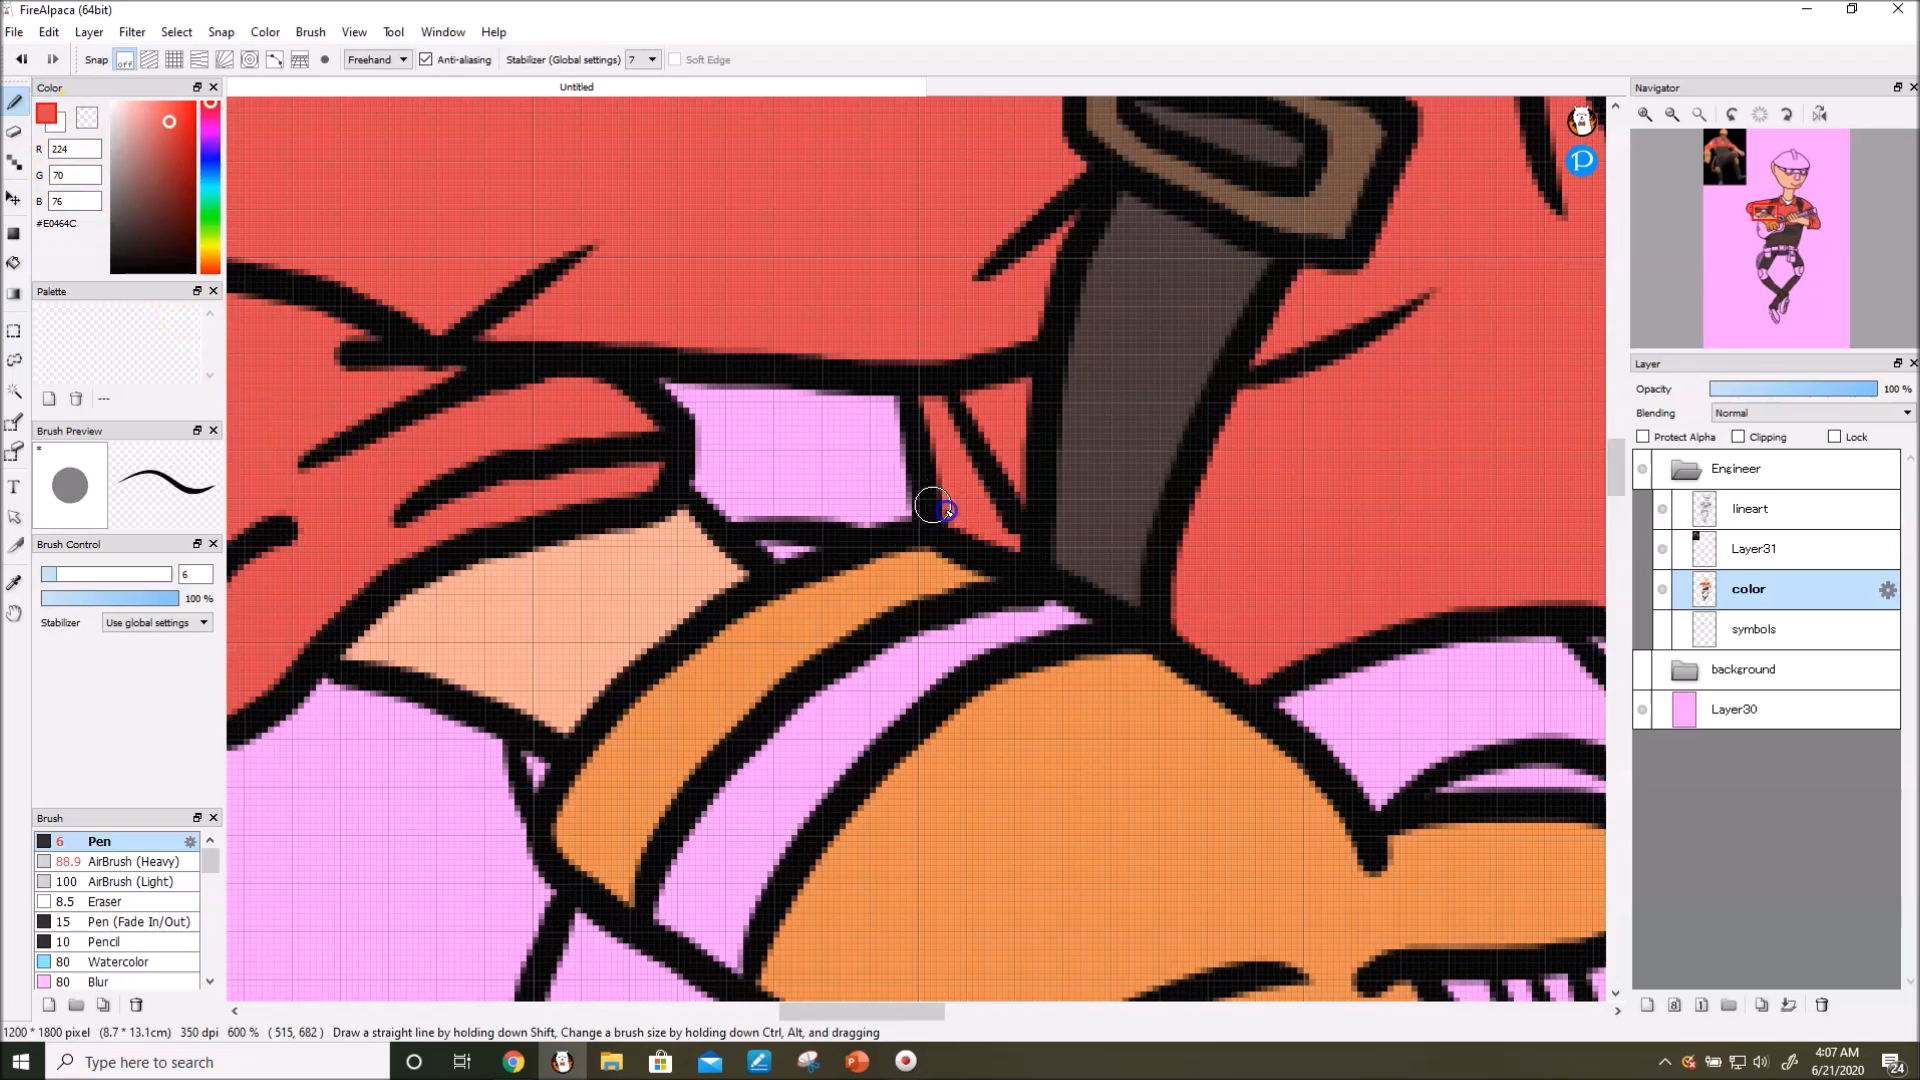 FireAlpaca (64bit)
File Edit Layer Filter Select Snap Color Brush View Tool Window Help
Snap off Freehand Anti-aliasing Stabilizer (Global settings) 7 Soft Edge
Color
Untitled
Navigator
R 224
G 70
B 76
#E0464C
Palette
---
Brush Preview
*
Brush Control
6
100 %
Stabilizer Use global settings
Brush
6 Pen
88.9 AirBrush (Heavy)
100 AirBrush (Light)
8.5 Eraser
15 Pen (Fade In/Out)
10 Pencil
80 Watercolor
80 Blur
P
Layer
Opacity 100 %
Blending Normal
Protect Alpha Clipping Lock
Engineer
lineart
Layer31
color
symbols
background
Layer30
1200 * 1800 pixel (8.7 * 13.1cm) 350 dpi 600 % ( 515, 682 ) Draw a straight line by holding down Shift, Change a brush size by holding down Ctrl, Alt, and dragging
Type here to search
4:07 AM
6/21/2020
24